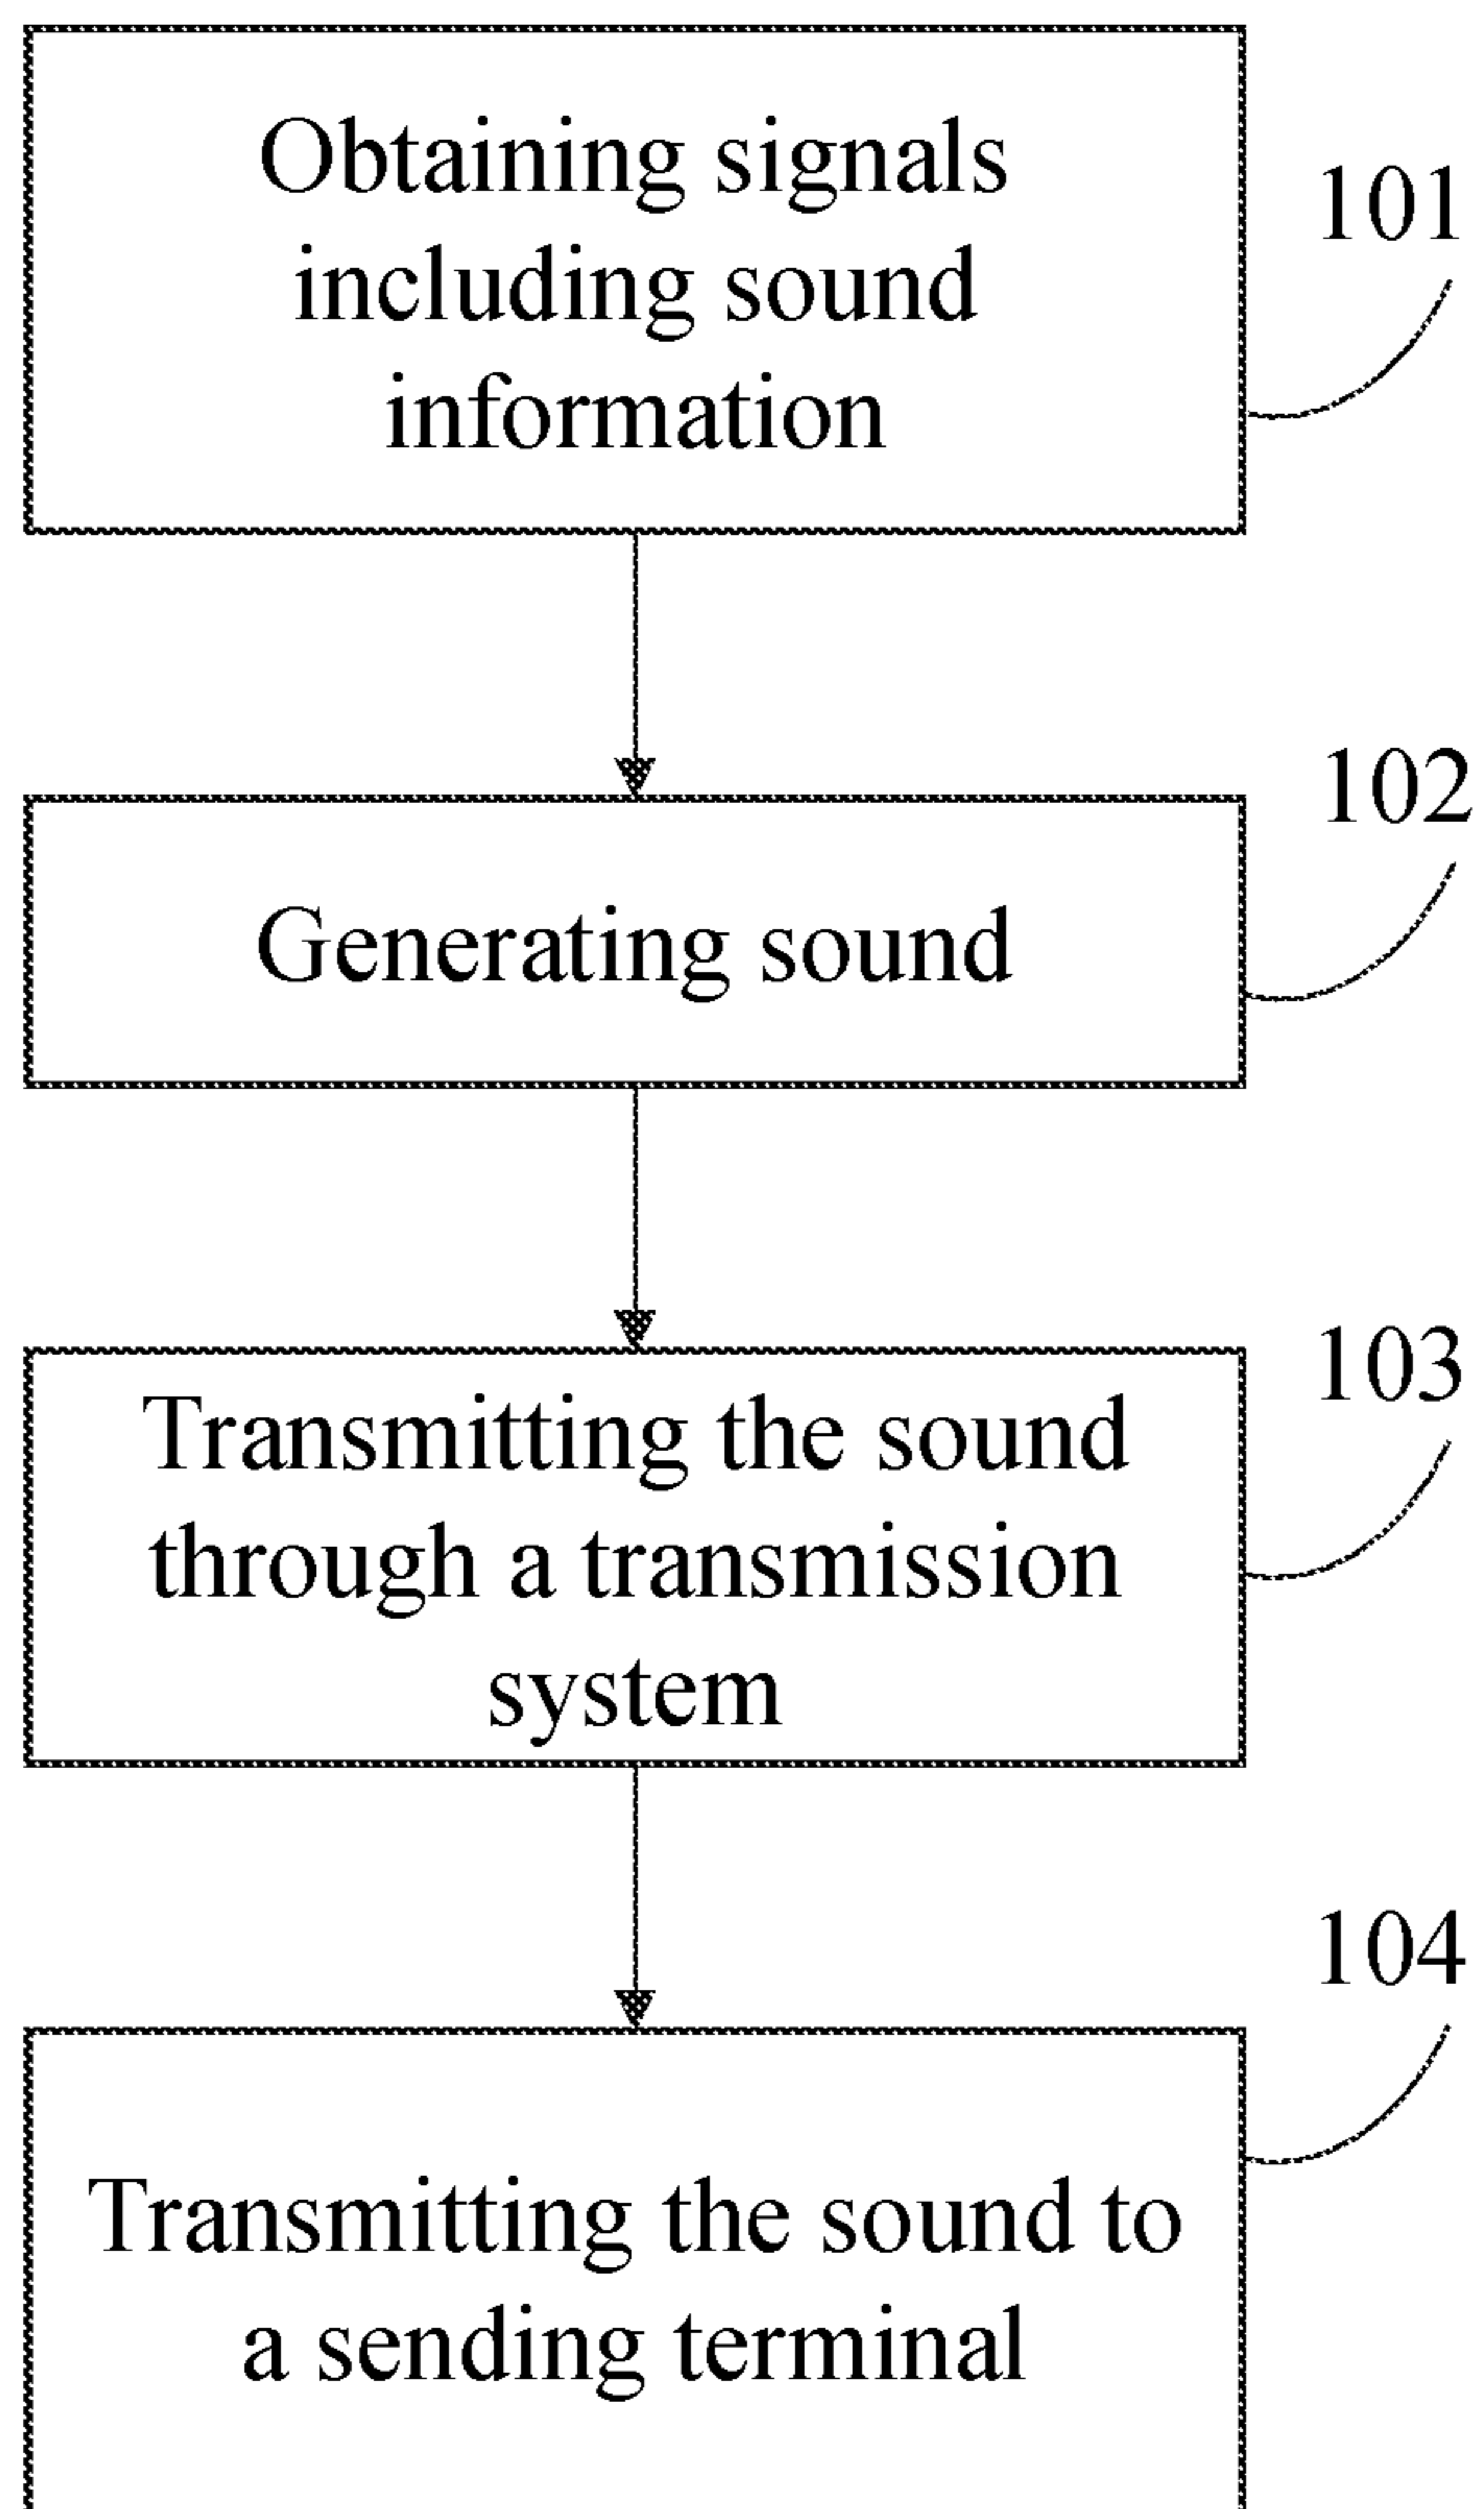 Obtaining signals
including sound
information
101
102
Generating sound
103
Transmitting the sound
through a transmission
system
104
Transmitting the sound to
a sending terminal